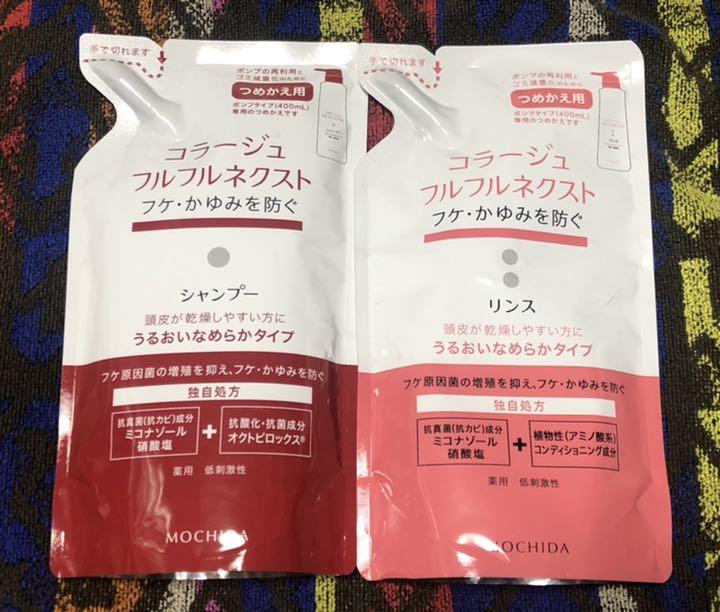 手で切れます
ポンプの再利用と
ゴミ減量化のために
つめかえ用
ポンプタイプ(400mL)
専用のつめかえです
コラージュ
フルフルネクスト
フケ・かゆみを防ぐ
シャンプー
頭皮が乾燥しやすい方に
うるおいなめらかタイプ
フケ原因菌の増殖を抑え、フケ・かゆみを防ぐ
独自処方
抗真菌(抗カビ)成分
ミコナゾール
硝酸塩
+
抗酸化・抗菌成分
オクトピロックス®
薬用 低刺激性
MOCHIDA
手で切れます
ポンプの再利用と
ゴミ減量化のために
つめかえ用
ポンプタイプ(400mL)
専用のつめかえです
コラージュ
フルフルネクスト
フケ・かゆみを防ぐ
リンス
頭皮が乾燥しやすい方に
うるおいなめらかタイプ
フケ原因菌の増殖を抑え、フケ・かゆみを防ぐ
独自処方
抗真菌(抗カビ)成分
ミコナゾール
硝酸塩
+
植物性(アミノ酸系)
コンディショニング成分
薬用 低刺激性
MOCHIDA